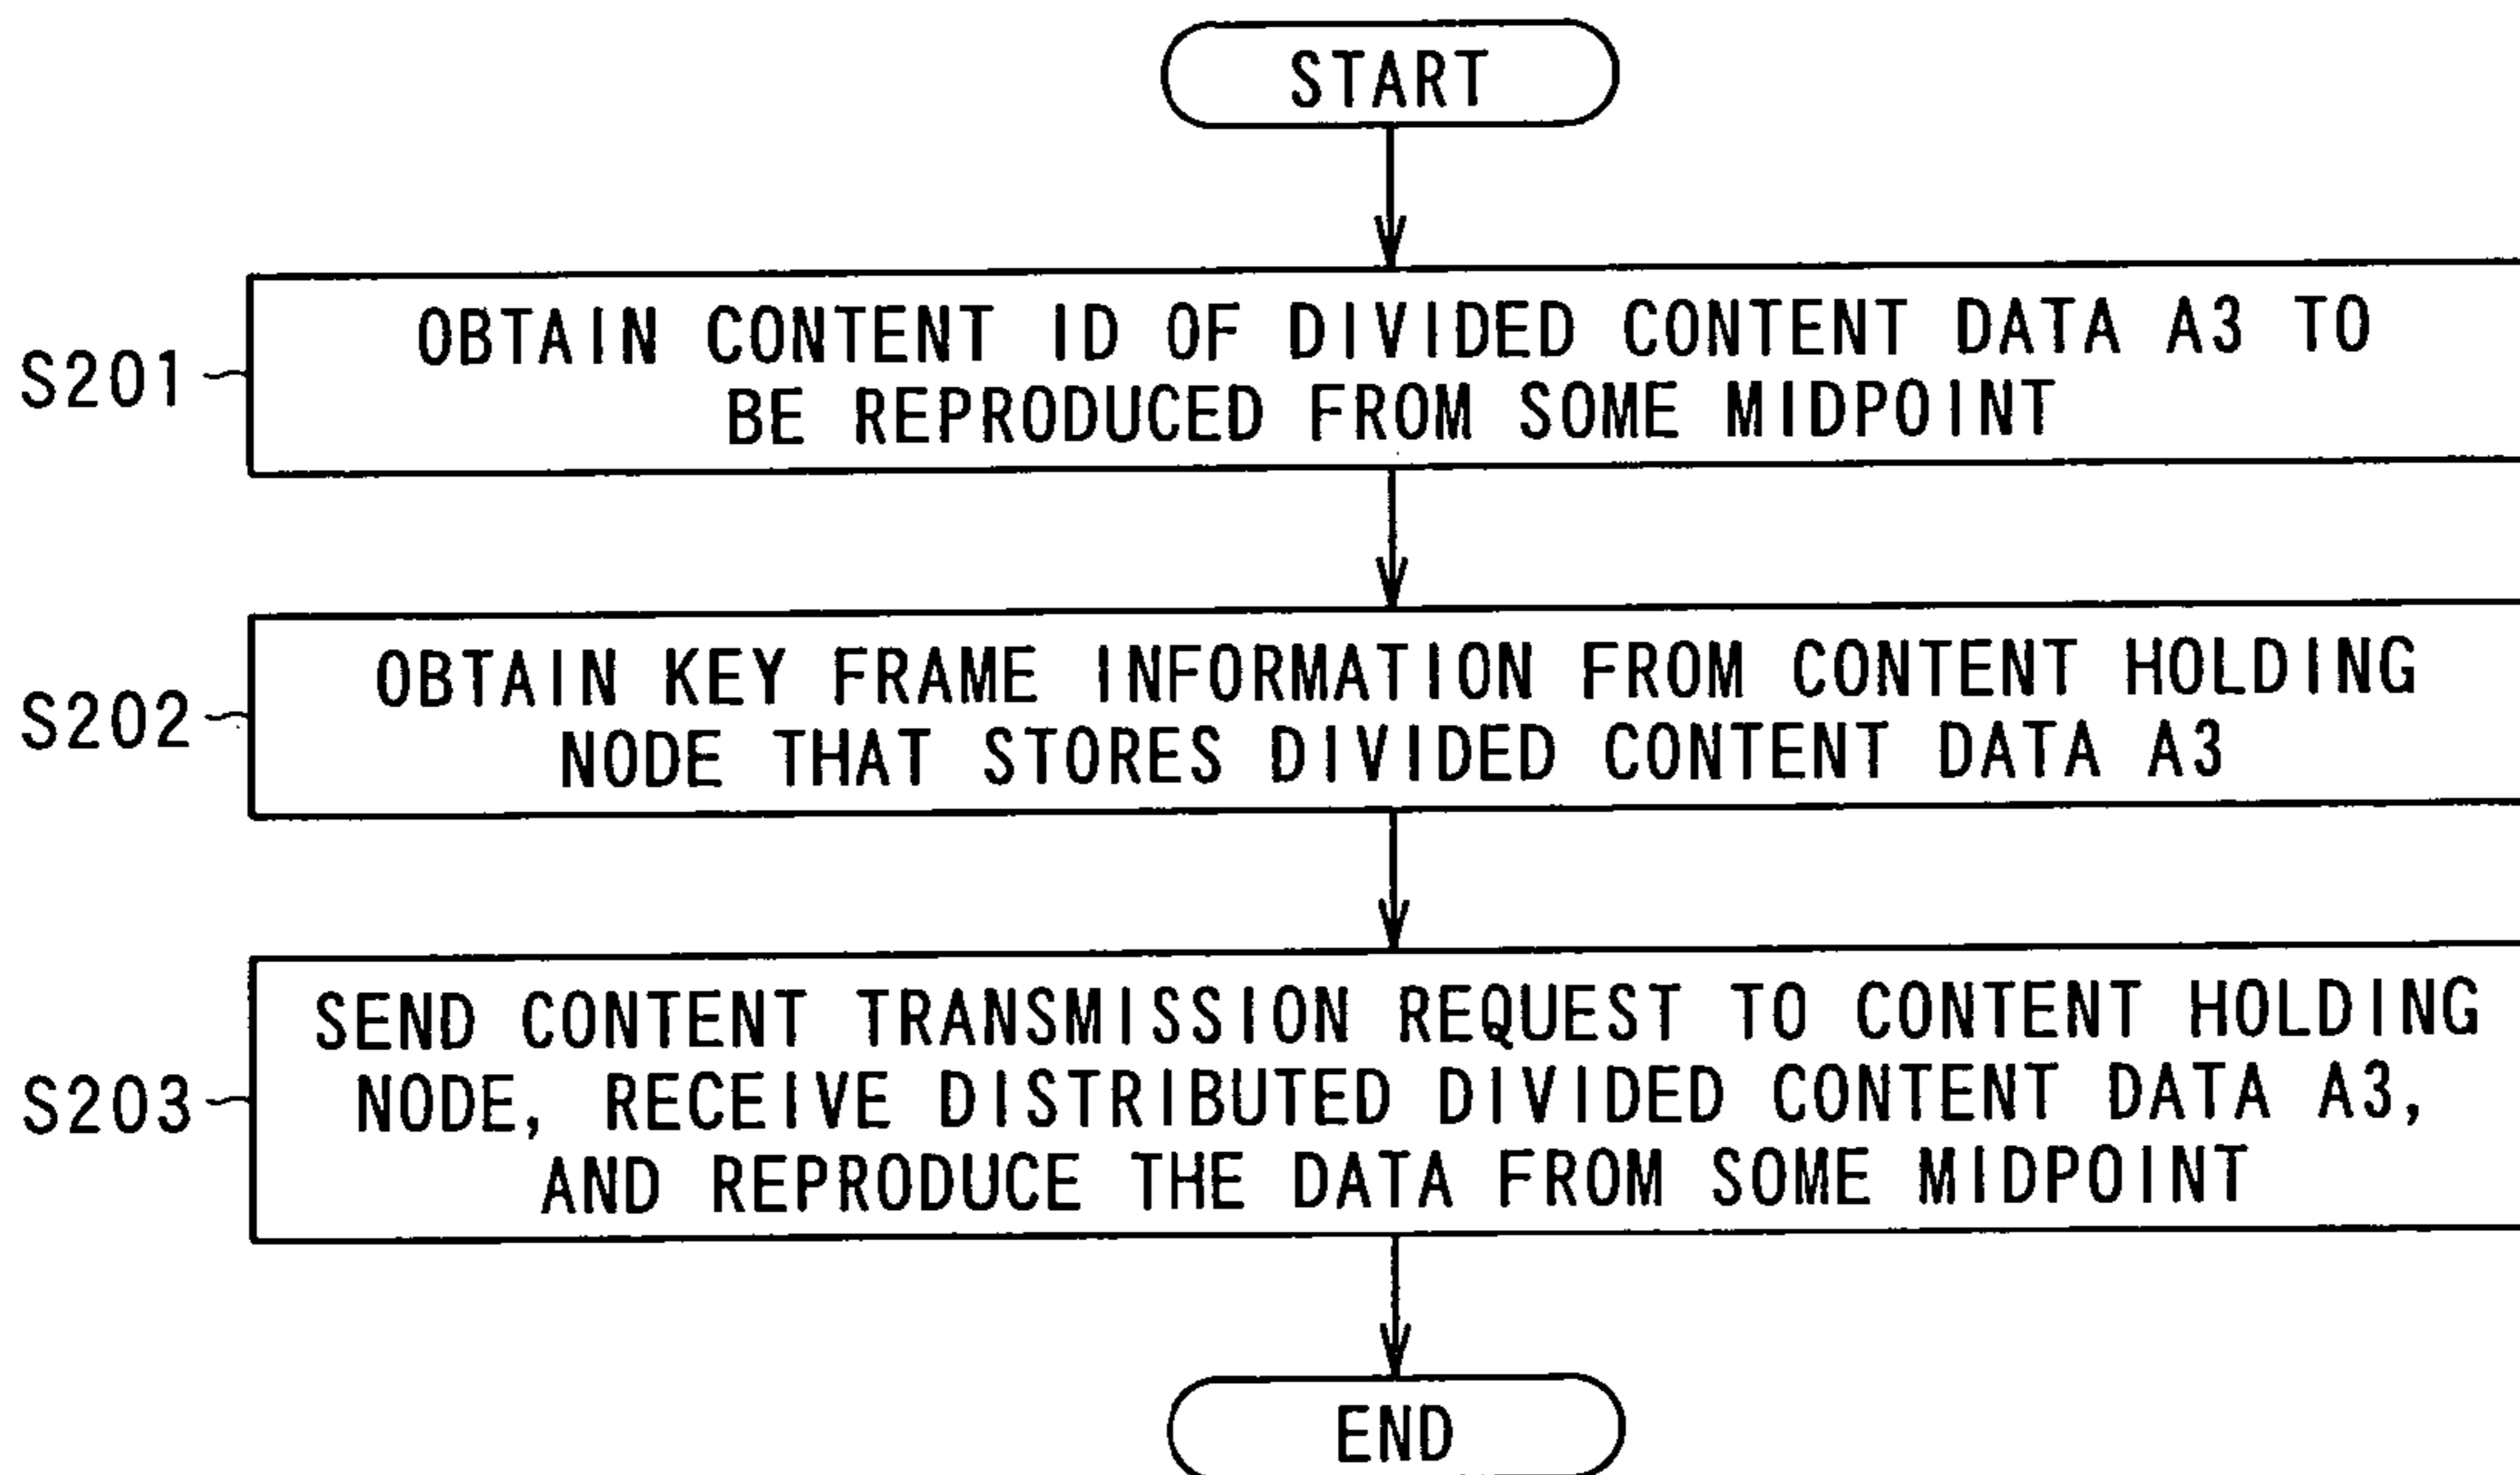 START
S201
OBTAIN CONTENT ID OF DIVIDED CONTENT DATA A3 TO
BE REPRODUCED FROM SOME MIDPOINT
S202
OBTAIN KEY FRAME INFORMATION FROM CONTENT HOLDING
NODE THAT STORES DIVIDED CONTENT DATA A3
S203
SEND CONTENT TRANSMISSION REQUEST TO CONTENT HOLDING
NODE, RECEIVE DISTRIBUTED DIVIDED CONTENT DATA A3,
AND REPRODUCE THE DATA FROM SOME MIDPOINT
END